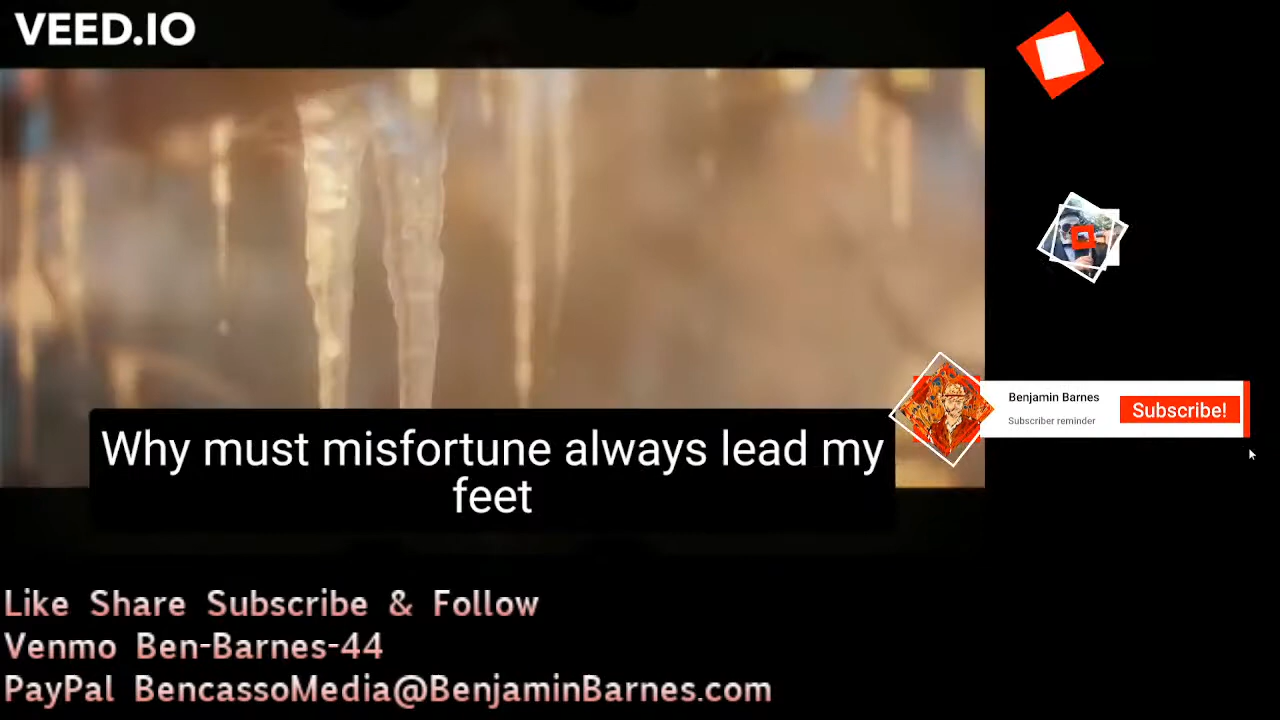 VEED.IO
Why must misfortune always lead my
feet
Benjamin Barnes
Subscriber reminder
Subscribe!
Like Share Subscribe & Follow
Venmo Ben-Barnes-44
PayPal BencassoMedia@BenjaminBarnes.com